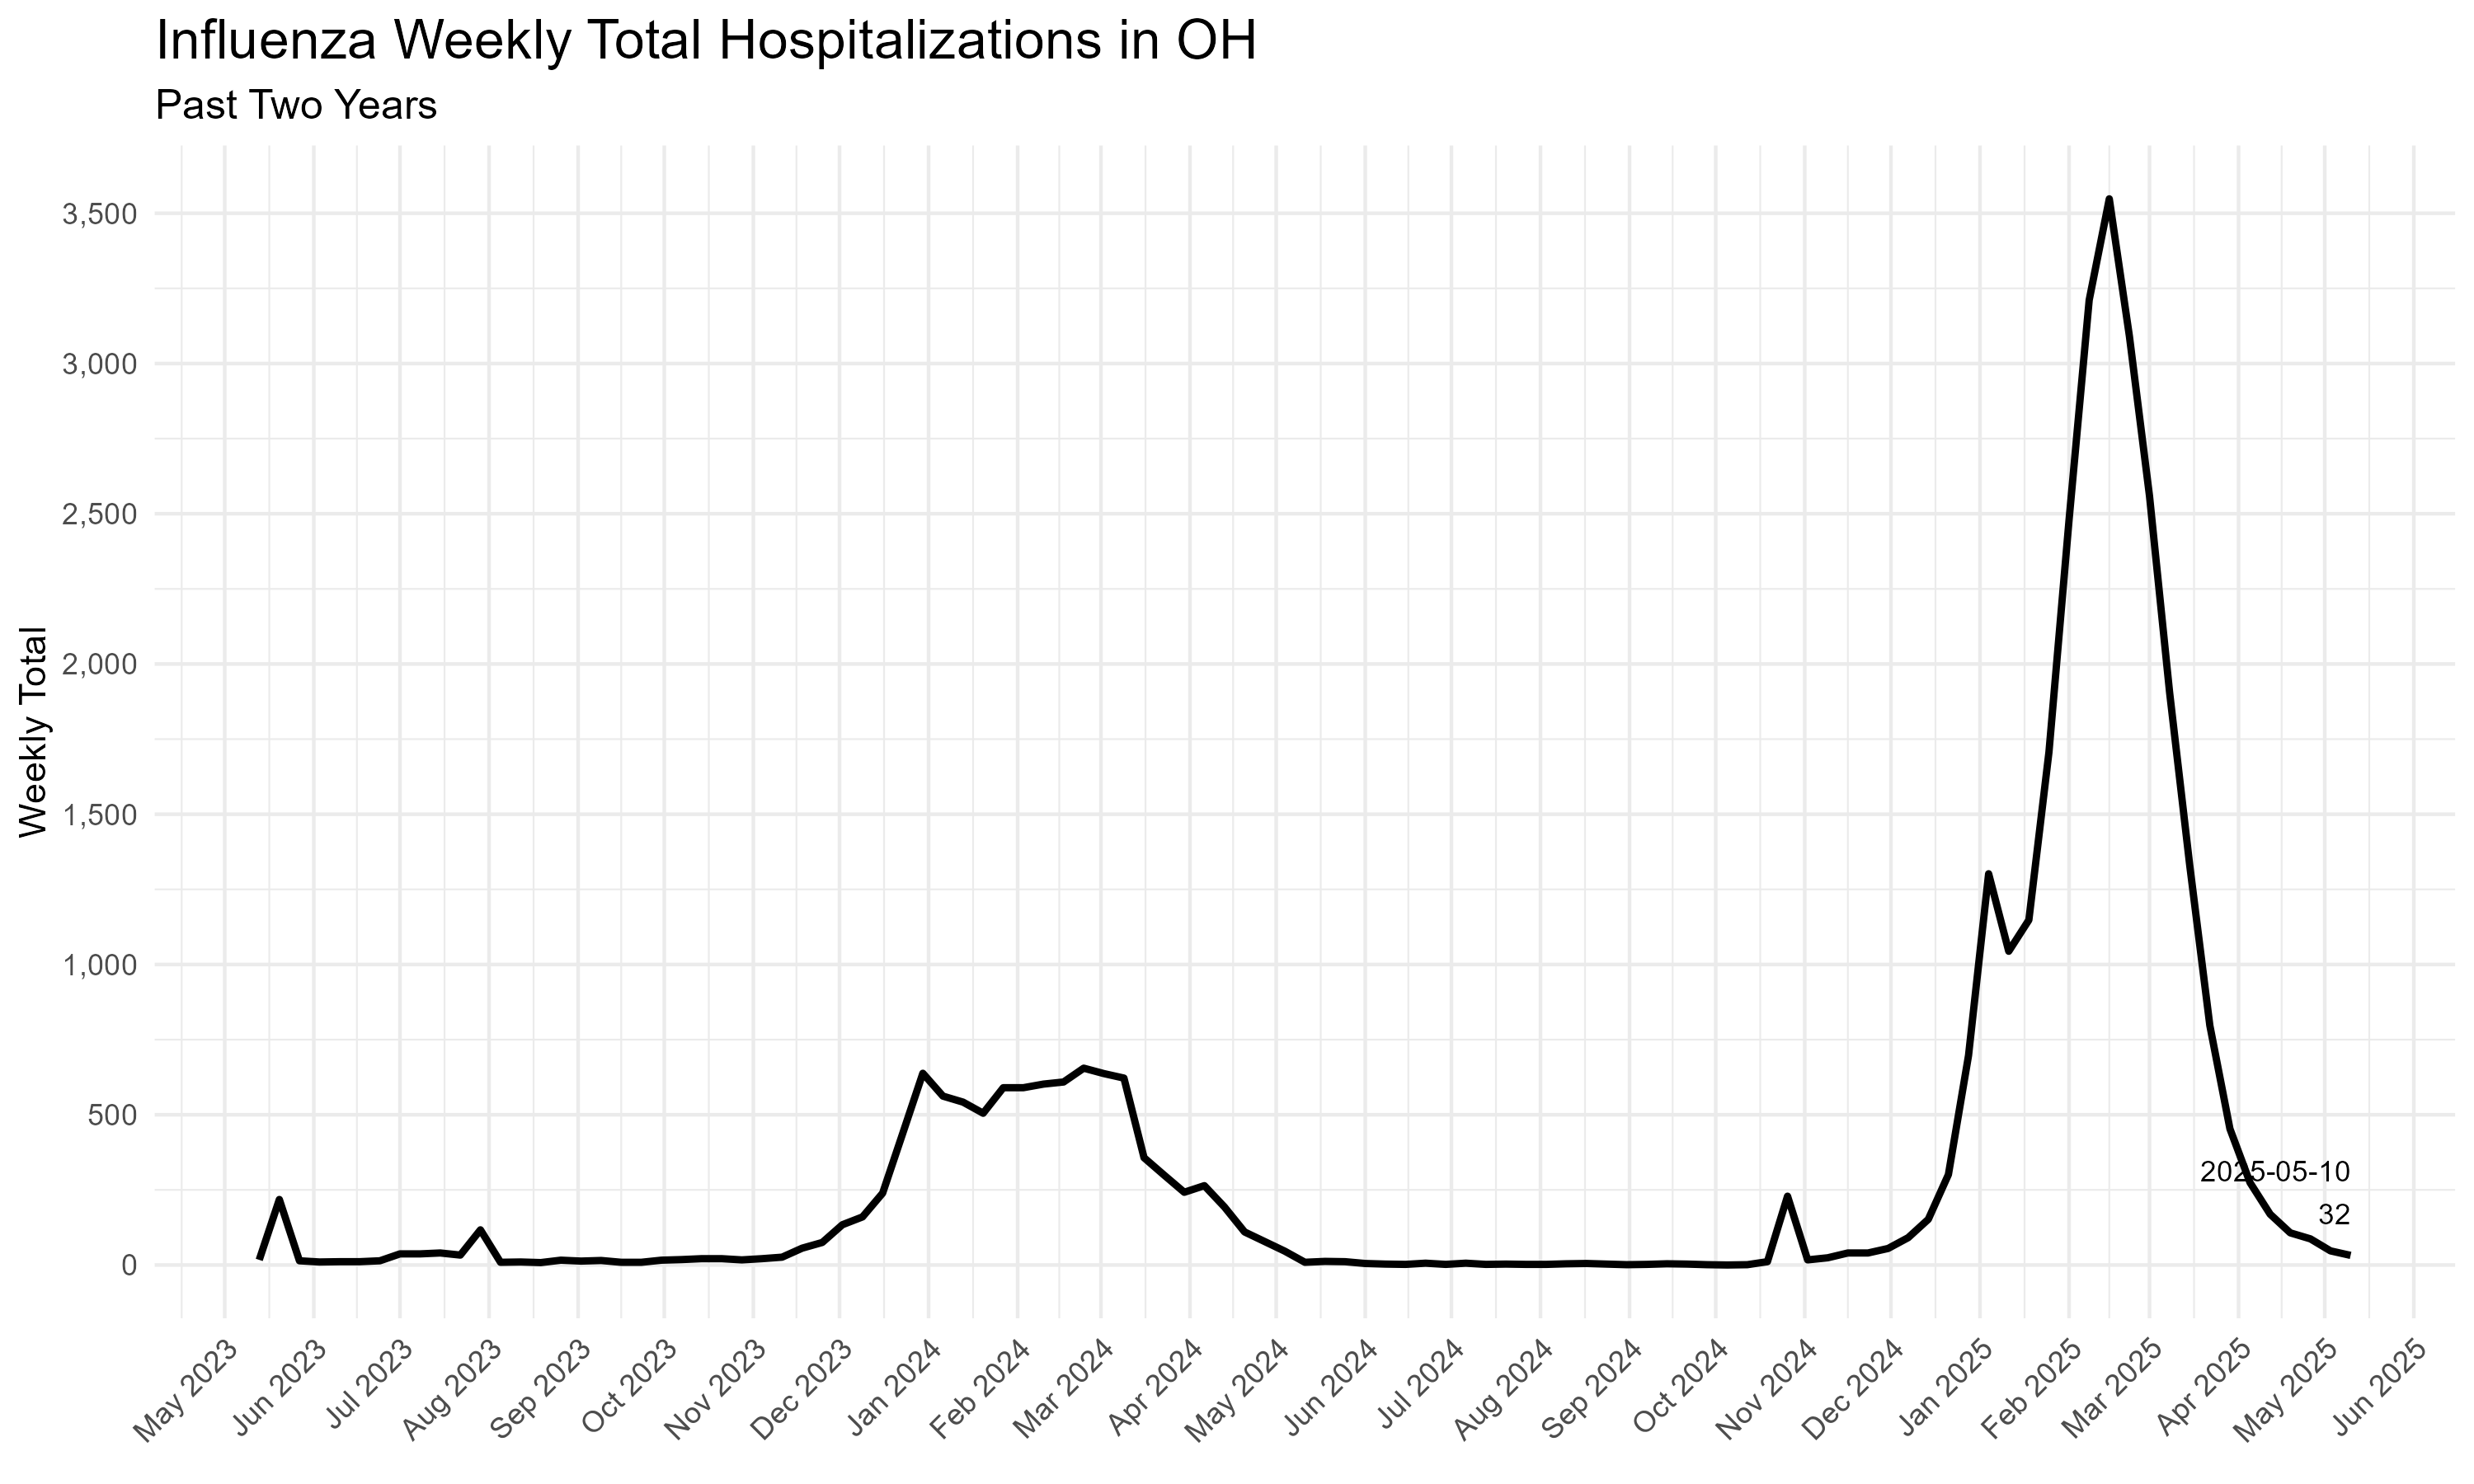 Influenza Weekly Total Hospitalizations in OH
Past Two Years
Weekly Total
3,500
3,000
2,500
2,000
1,500
1,000
500
0
2025-05-10
32
May 2023
Jun 2023
Jul 2023
Aug 2023
Sep 2023
Oct 2023
Nov 2023
Dec 2023
Jan 2024
Feb 2024
Mar 2024
Apr 2024
May 2024
Jun 2024
Jul 2024
Aug 2024
Sep 2024
Oct 2024
Nov 2024
Dec 2024
Jan 2025
Feb 2025
Mar 2025
Apr 2025
May 2025
Jun 2025